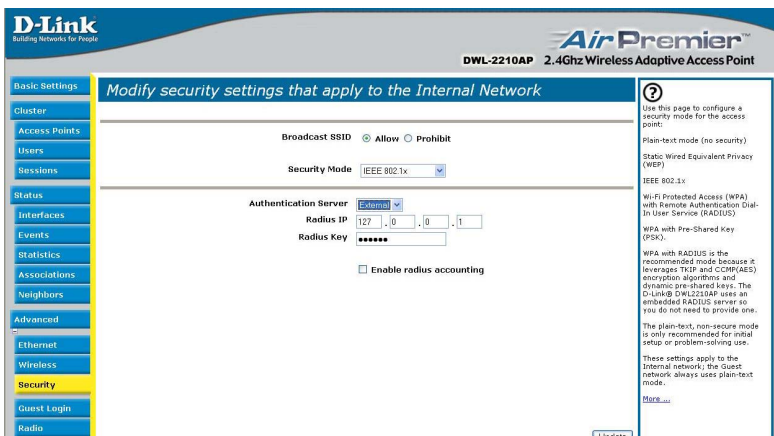 D-Link
Building Networks for People
Air Premier™
DWL-2210AP 2.4Ghz Wireless Adaptive Access Point
Basic Settings
Cluster
Access Points
Users
Sessions
Status
Interfaces
Events
Statistics
Associations
Neighbors
Advanced
Ethernet
Wireless
Security
Guest Login
Radio
Modify security settings that apply to the Internal Network
Broadcast SSID Allow Prohibit
Security Mode IEEE 802.1x
Authentication Server External
Radius IP 127 . 0 . 0 . 1
Radius Key ••••••
Enable radius accounting
Update
?
Use this page to configure a
security mode for the access
point:
Plain-text mode (no security)
Static Wired Equivalent Privacy
(WEP)
IEEE 802.1x
Wi-Fi Protected Access (WPA)
with Remote Authentication Dial-
In User Service (RADIUS)
WPA with Pre-Shared Key
(PSK).
WPA with RADIUS is the
recommended mode because it
leverages TKIP and CCMP(AES)
encryption algorithms and
dynamic pre-shared keys. The
D-Link® DWL2210AP uses an
embedded RADIUS server so
you do not need to provide one.
The plain-text, non-secure mode
is only recommended for initial
setup or problem-solving use.
These settings apply to the
Internal network; the Guest
network always uses plain-text
mode.
More ...